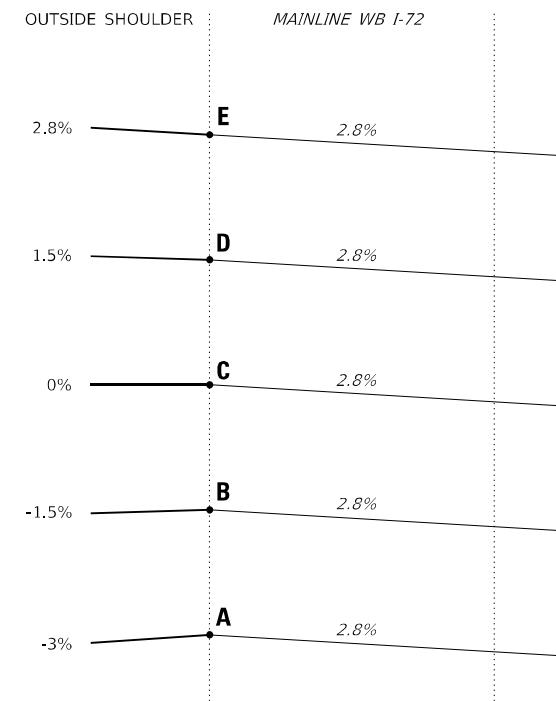 OUTSIDE SHOULDER MAINLINE WB I-72
E
2.8% 2.8%
D
1.5% 2.8%
C
0% 2.8%
B
-1.5% 2.8%
A
-3% 2.8%